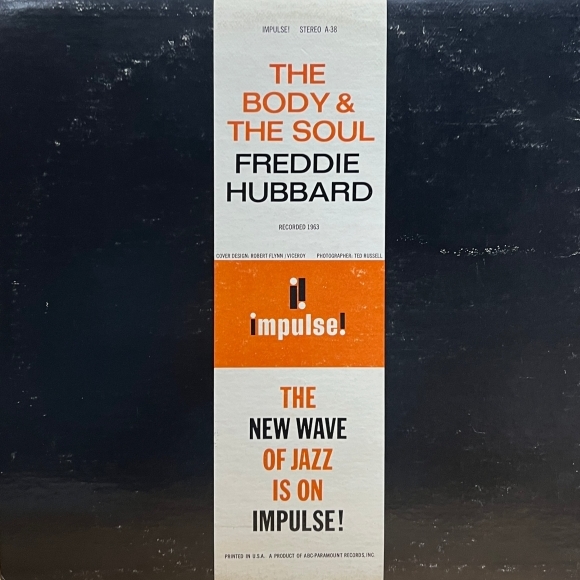 IMPULSE! STEREO A-38
THE
BODY &
THE SOUL
FREDDIE
HUBBARD
RECORDED 1963
COVER DESIGN: ROBERT FLYNN/VICEROY PHOTOGRAPHER: TED RUSSELL
impulse!
THE
NEW WAVE
OF JAZZ
IS ON
IMPULSE!
PRINTED IN U.S.A. A PRODUCT OF ABC-PARAMOUNT RECORDS, INC.